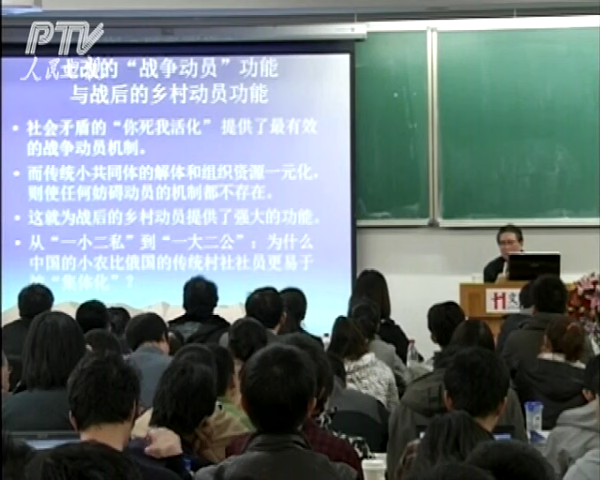 PTV
人民
土改的“战争动员”功能
与战后的乡村动员功能
• 社会矛盾的“你死我活化” 提供了最有效
的战争动员机制。
• 而传统小共同体的解体和组织资源一元化，
则使任何妨碍动员的机制都不存在。
• 这就为战后的乡村动员提供了强大的功能。
• 从“一小二私”到“一大二公”：为什么
中国的小农比俄国的传统村社社员更易于
被“集体化”？
文